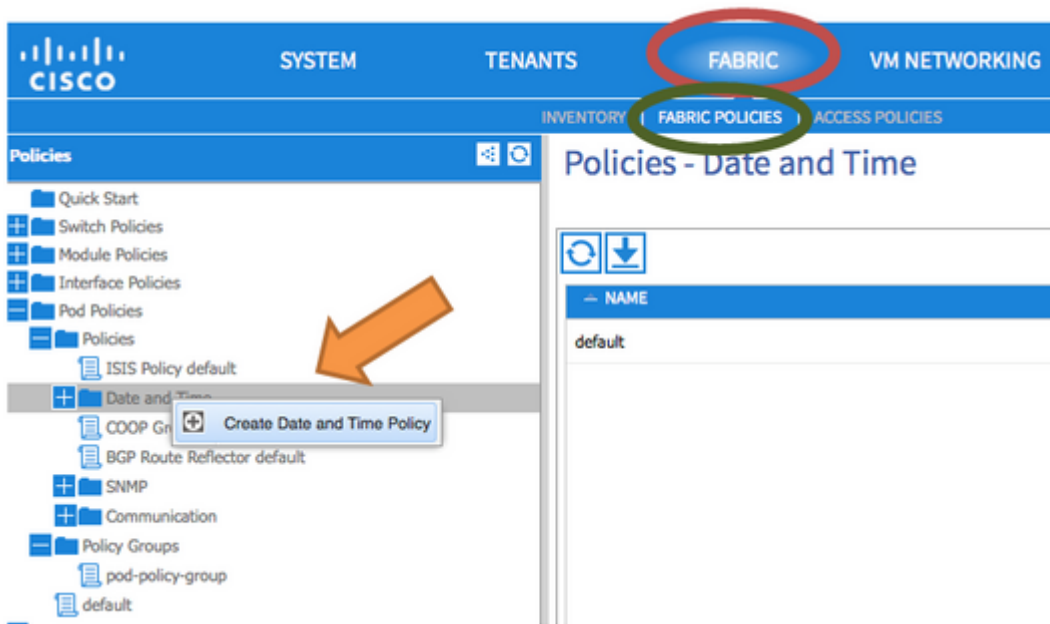 CISCO
SYSTEM TENANTS FABRIC VM NETWORKING
INVENTORY | FABRIC POLICIES | ACCESS POLICIES
Policies
Policies - Date and Time
Quick Start
Switch Policies
Module Policies
Interface Policies
NAME
Pod Policies
default
Policies
ISIS Policy default
Date and Time
Create Date and Time Policy
COOP
BGP Route Reflector default
SNMP
Communication
Policy Groups
pod-policy-group
default